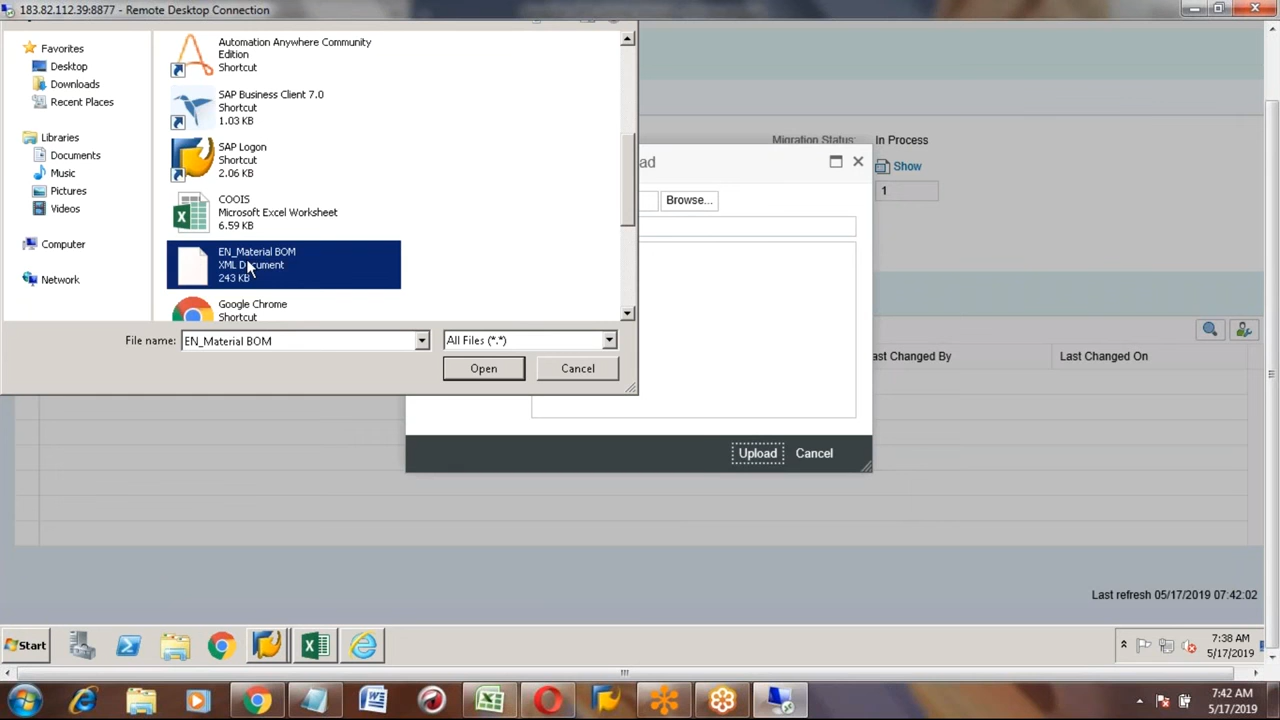 183.82.112.39:8877 - Remote Desktop Connection
Favorites
Desktop
Downloads
Recent Places
Libraries
Documents
Music
Pictures
Videos
Computer
Network
Automation Anywhere Community
Edition
Shortcut
SAP Business Client 7.0
Shortcut
1.03 KB
SAP Logon
Shortcut
2.06 KB
COOIS
Microsoft Excel Worksheet
6.59 KB
EN_Material BOM
XML Document
243 KB
Google Chrome
Shortcut
File name:
EN_Material BOM
All Files (*.*)
Open
Cancel
Migration Status:
In Process
Show
1
ad
Browse...
Upload
Cancel
ast Changed By
Last Changed On
Last refresh 05/17/2019 07:42:02
Start
7:38 AM
5/17/2019
7:42 AM
5/17/2019